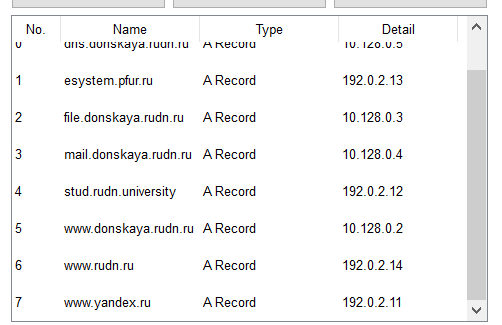 No. Name Type Detail
0 dns.donskaya.rudn.ru A Record 10.128.0.5
1 esystem.pfur.ru A Record 192.0.2.13
2 file.donskaya.rudn.ru A Record 10.128.0.3
3 mail.donskaya.rudn.ru A Record 10.128.0.4
4 stud.rudn.university A Record 192.0.2.12
5 www.donskaya.rudn.ru A Record 10.128.0.2
6 www.rudn.ru A Record 192.0.2.14
7 www.yandex.ru A Record 192.0.2.11